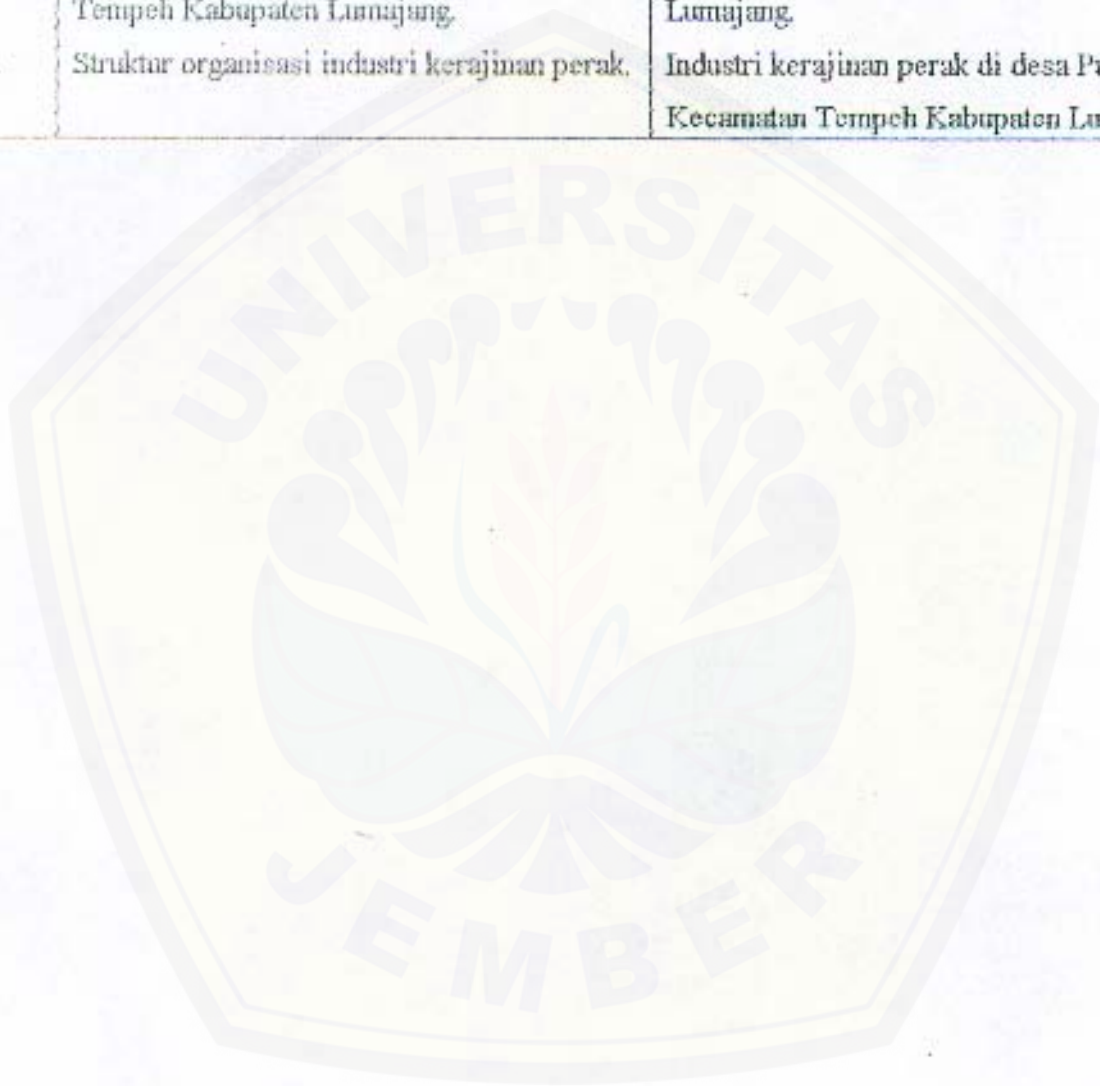 Tempeh Kabupaten Lumajang.
Struktur organisasi industri kerajinan perak.
Lumajang.
Industri kerajinan perak di desa
Kecamatan Tempeh Kabupaten
UNIVERSITAS
JEMBER